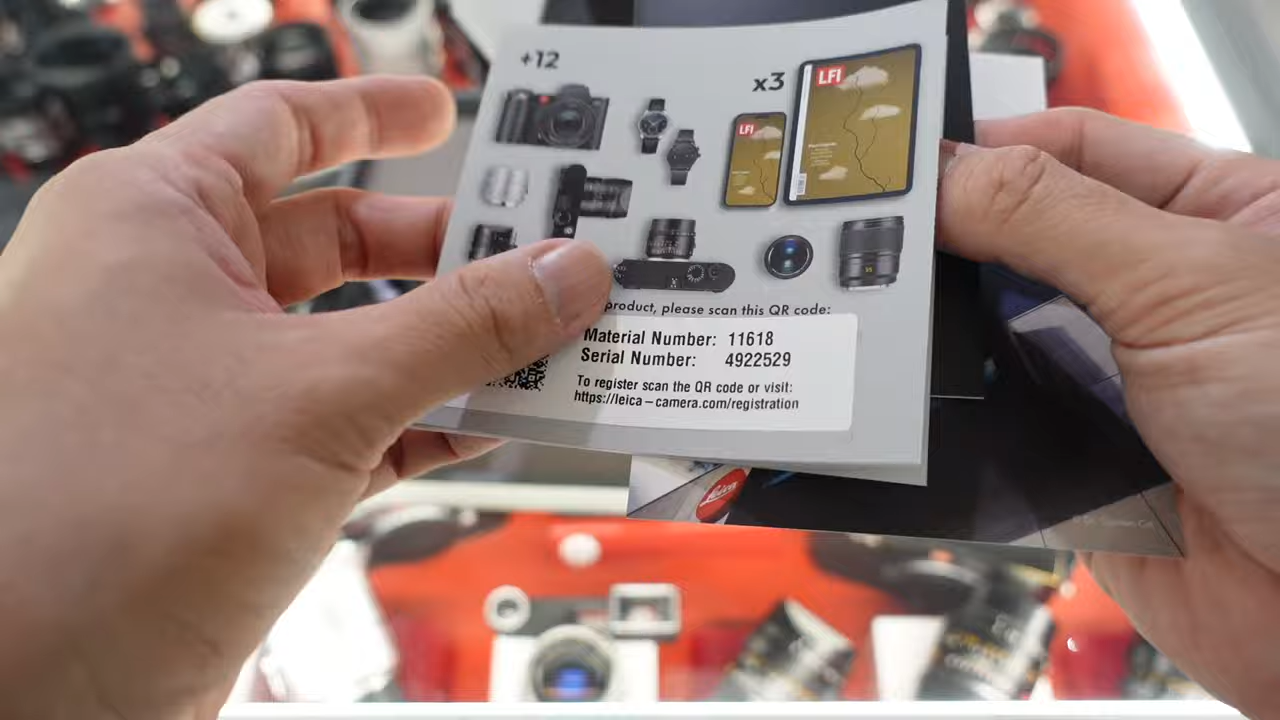 +12
x3
LFI
LFI
product, please scan this QR code:
Material Number: 11618
Serial Number: 4922529
To register scan the QR code or visit:
https://leica-camera.com/registration
Leica